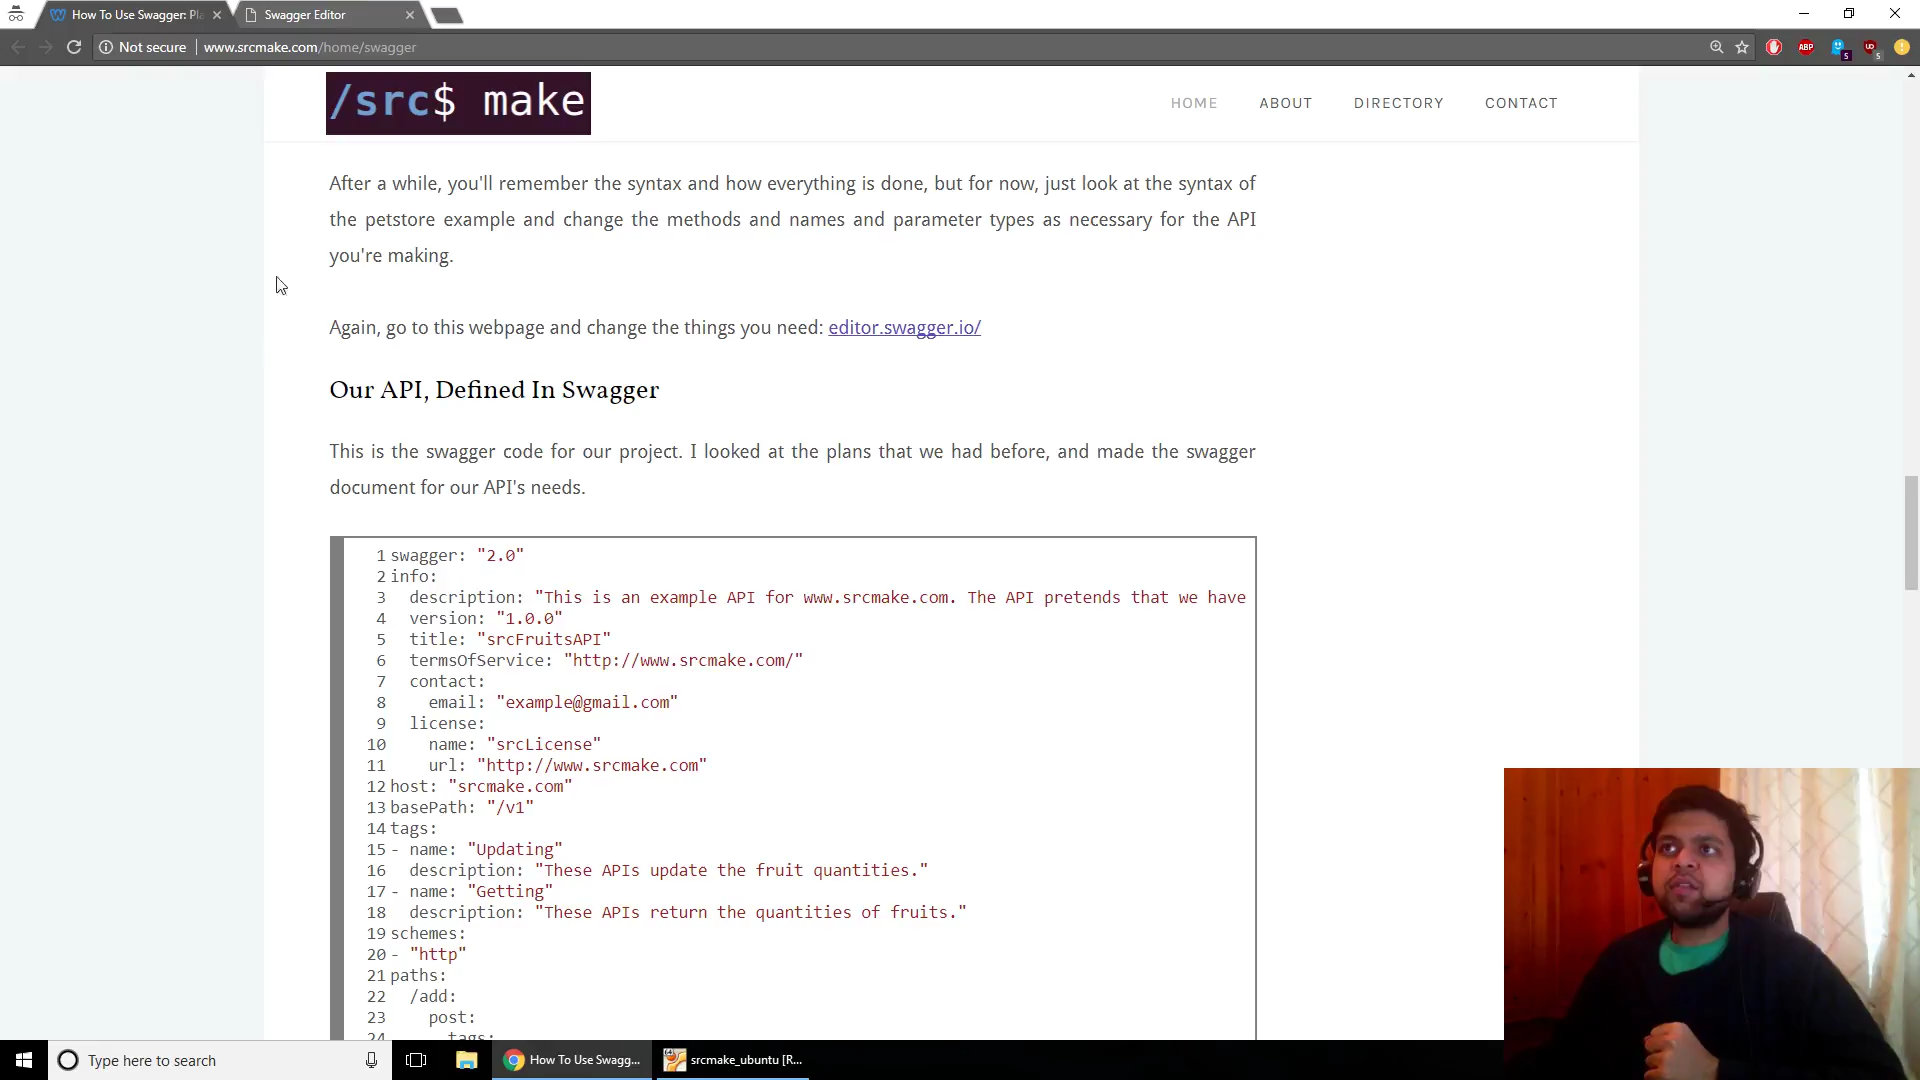 How To Use Swagger: Pl
Swagger Editor
Not secure
www.srcmake.com/home/swagger
ABP
5
UD
5
/src$ make
HOME
ABOUT
DIRECTORY
CONTACT
After a while, you'll remember the syntax and how everything is done, but for now, just look at the syntax of
the petstore example and change the methods and names and parameter types as necessary for the API
you're making.
Again, go to this webpage and change the things you need: editor.swagger.io/
Our API, Defined In Swagger
This is the swagger code for our project. I looked at the plans that we had before, and made the swagger
document for our API's needs.
1 swagger: "2.0"
2 info:
3 description: "This is an example API for www.srcmake.com. The API pretends that we have
4 version: "1.0.0"
5 title: "srcFruitsAPI"
6 termsOfService: "http://www.srcmake.com/"
7 contact:
8 email: "example@gmail.com"
9 license:
10 name: "srcLicense"
11 url: "http://www.srcmake.com"
12 host: "srcmake.com"
13 basePath: "/v1"
14 tags:
15 - name: "Updating"
16 description: "These APIs update the fruit quantities."
17 - name: "Getting"
18 description: "These APIs return the quantities of fruits."
19 schemes:
20 - "http"
21 paths:
22 /add:
23 post:
24 tags:
Type here to search
How To Use Swagg...
srcmake_ubuntu [R...